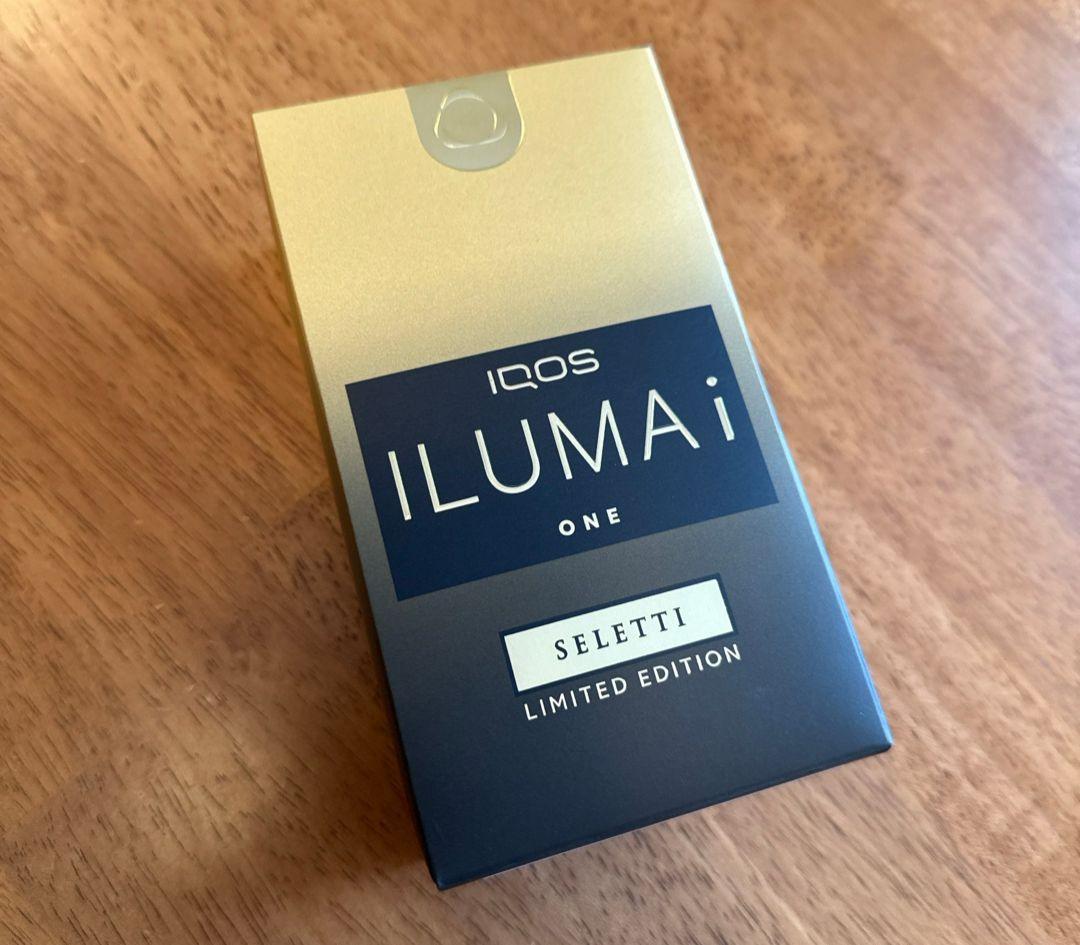 IQOS
ILUMA i
ONE
SELETTI
LIMITED EDITION